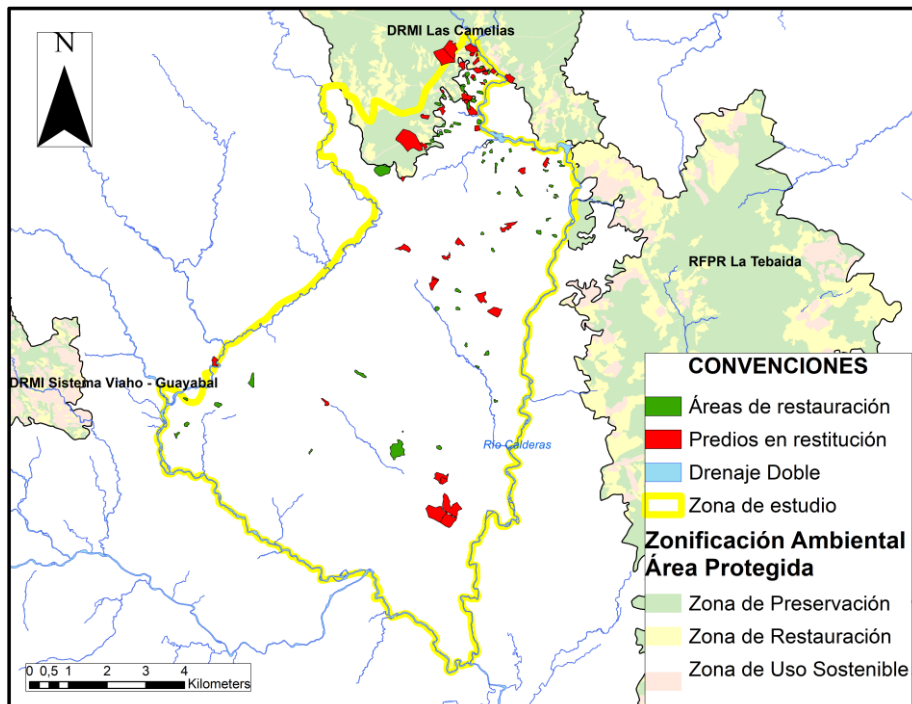 N
DRMI Las Camelias
RFPR La Tebaida
DRMI Sistema Viaho - Guayabal
Río Calderas
CONVENCIONES
Áreas de restauración
Predios en restitución
Drenaje Doble
Zona de estudio
Zonificación Ambiental
Área Protegida
Zona de Preservación
Zona de Restauración
Zona de Uso Sostenible
0 0,5 1 2 3 4
Kilometers